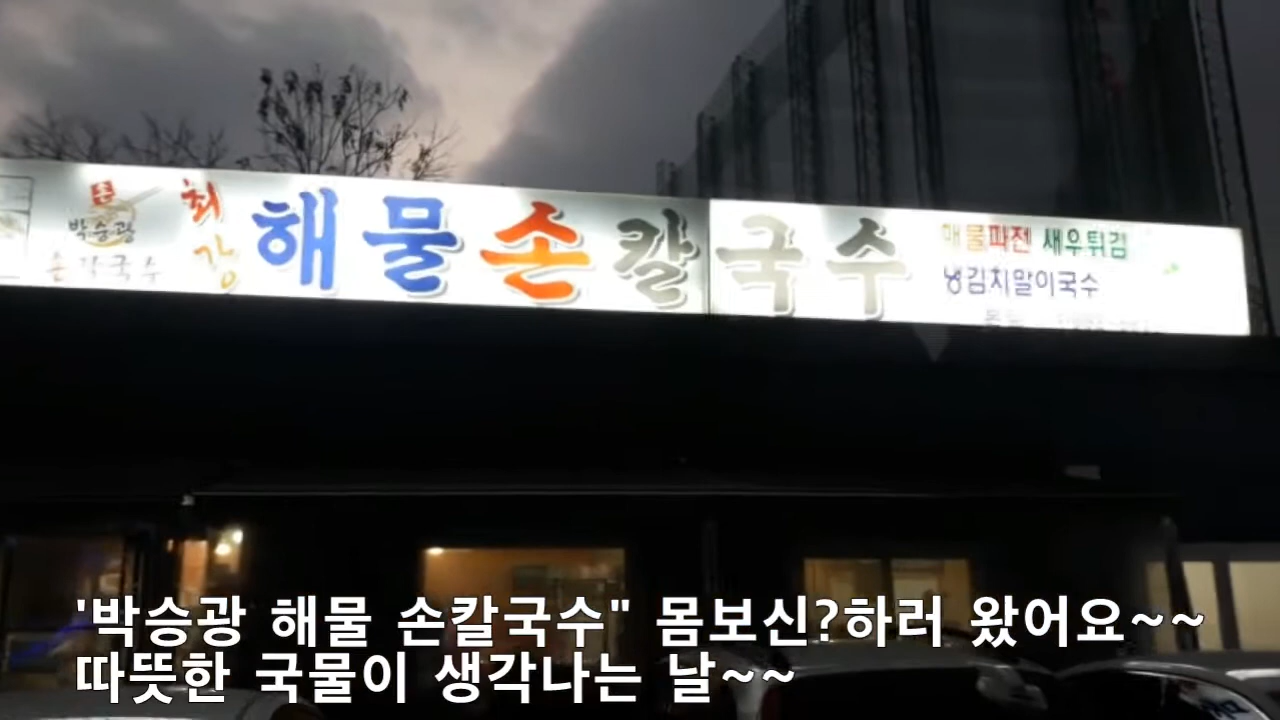 박승광
손칼국수
최강
해물손칼국수
해물파전 새우튀김
냉김치말이국수
'박승광 해물 손칼국수" 몸보신?하러 왔어요~~
따뜻한 국물이 생각나는 날~~